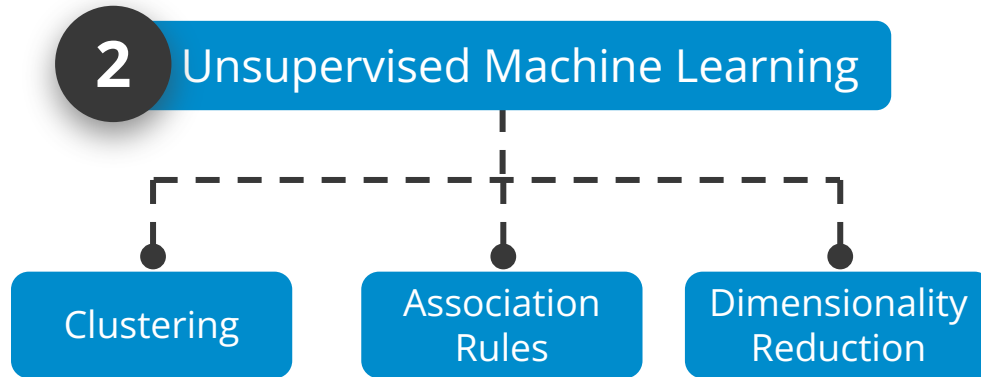 2
Unsupervised Machine Learning
Clustering
Association
Rules
Dimensionality
Reduction